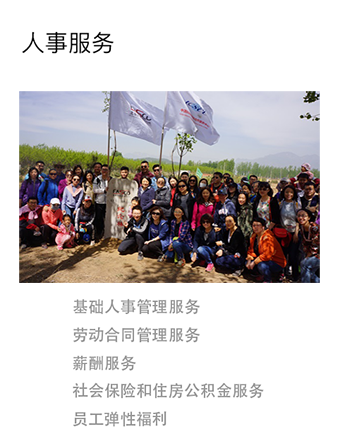 人事服务
基础人事管理服务
劳动合同管理服务
薪酬服务
社会保险和住房公积金服务
员工弹性福利